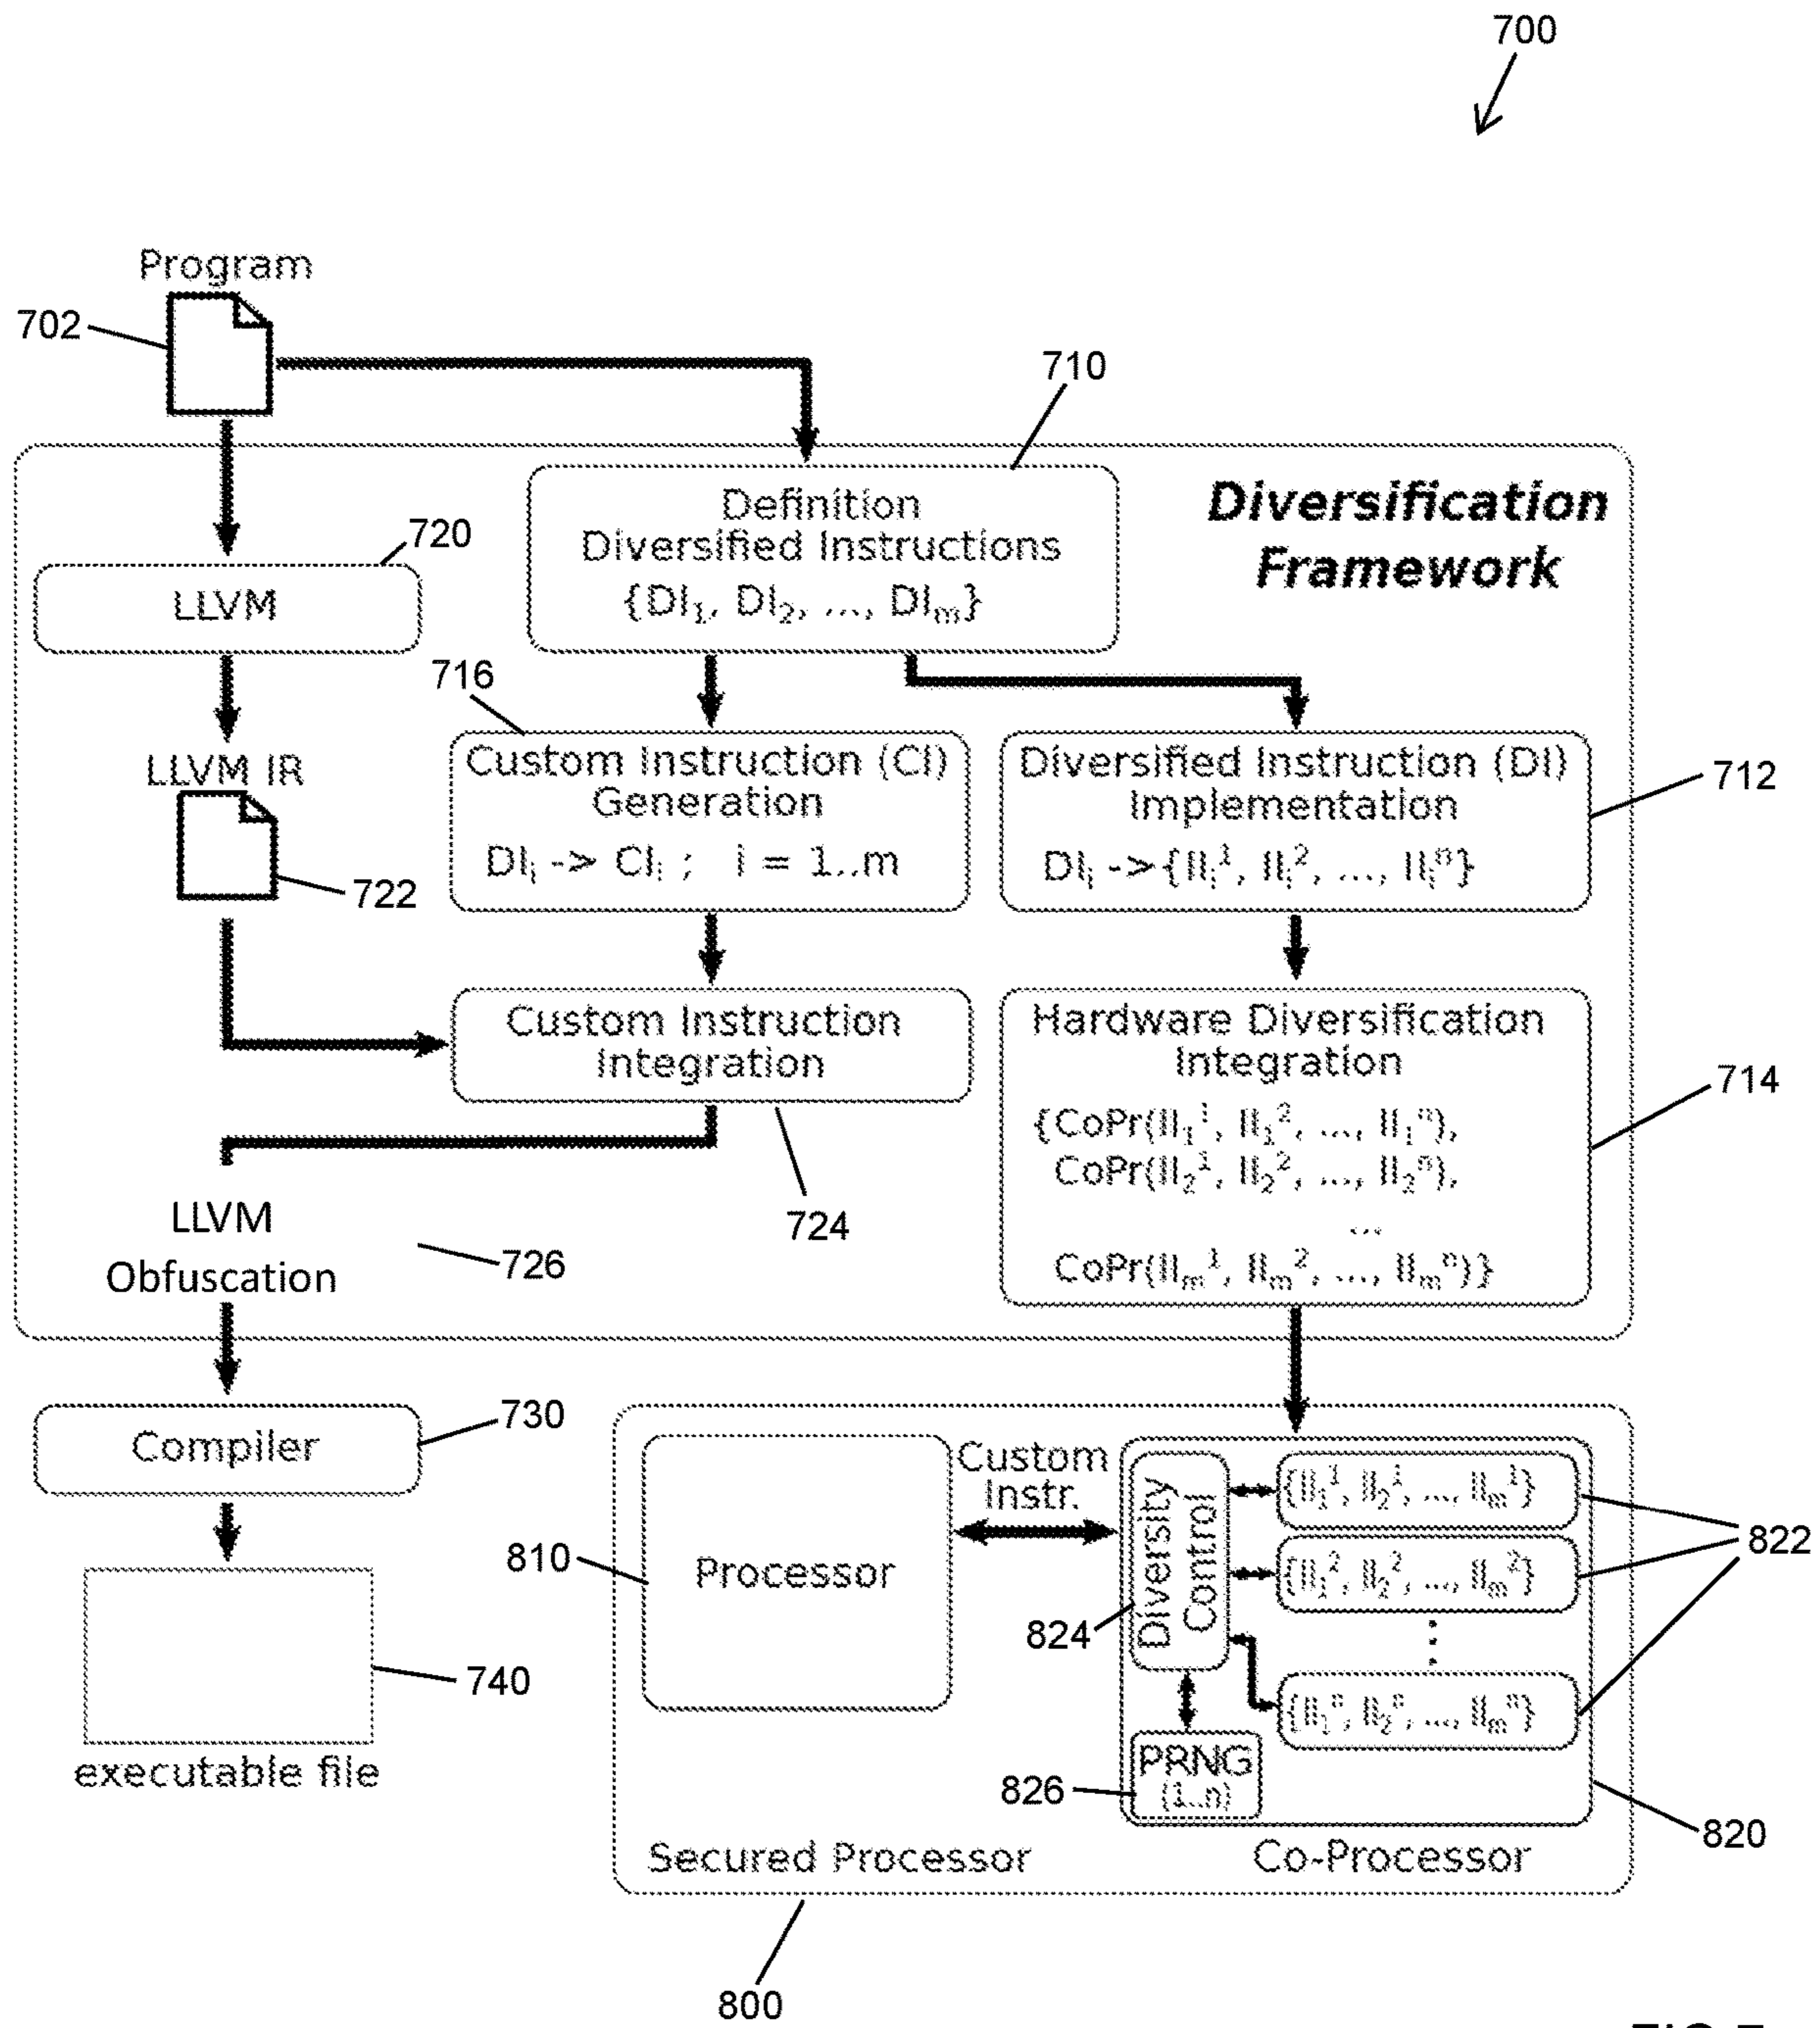 700
Program
702
710
Definition
Diversified Instructions
{DI₁, DI₂, ..., DIₘ}
Diversification
Framework
720
LLVM
716
LLVM IR
722
Custom Instruction (CI)
Generation
DIᵢ -> CIᵢ ; i = 1..m
Diversified Instruction (DI)
Implementation
DIᵢ ->{IIᵢ¹, IIᵢ², ..., IIᵢⁿ}
712
Custom Instruction
Integration
724
Hardware Diversification
Integration
{CoPr(II₁¹, II₁², ..., II₁ⁿ),
CoPr(II₂¹, II₂², ..., II₂ⁿ),
...
CoPr(IIₘ¹, IIₘ², ..., IIₘⁿ)}
714
LLVM
Obfuscation
726
Compiler
730
740
executable file
Processor
810
Custom
Instr.
Diversity
Control
824
{II₁¹, II₂¹, ..., IIₘ¹}
{II₁², II₂², ..., IIₘ²}
{II₁ⁿ, II₂ⁿ, ..., IIₘⁿ}
822
PRNG
(1..n)
826
820
Secured Processor
Co-Processor
800